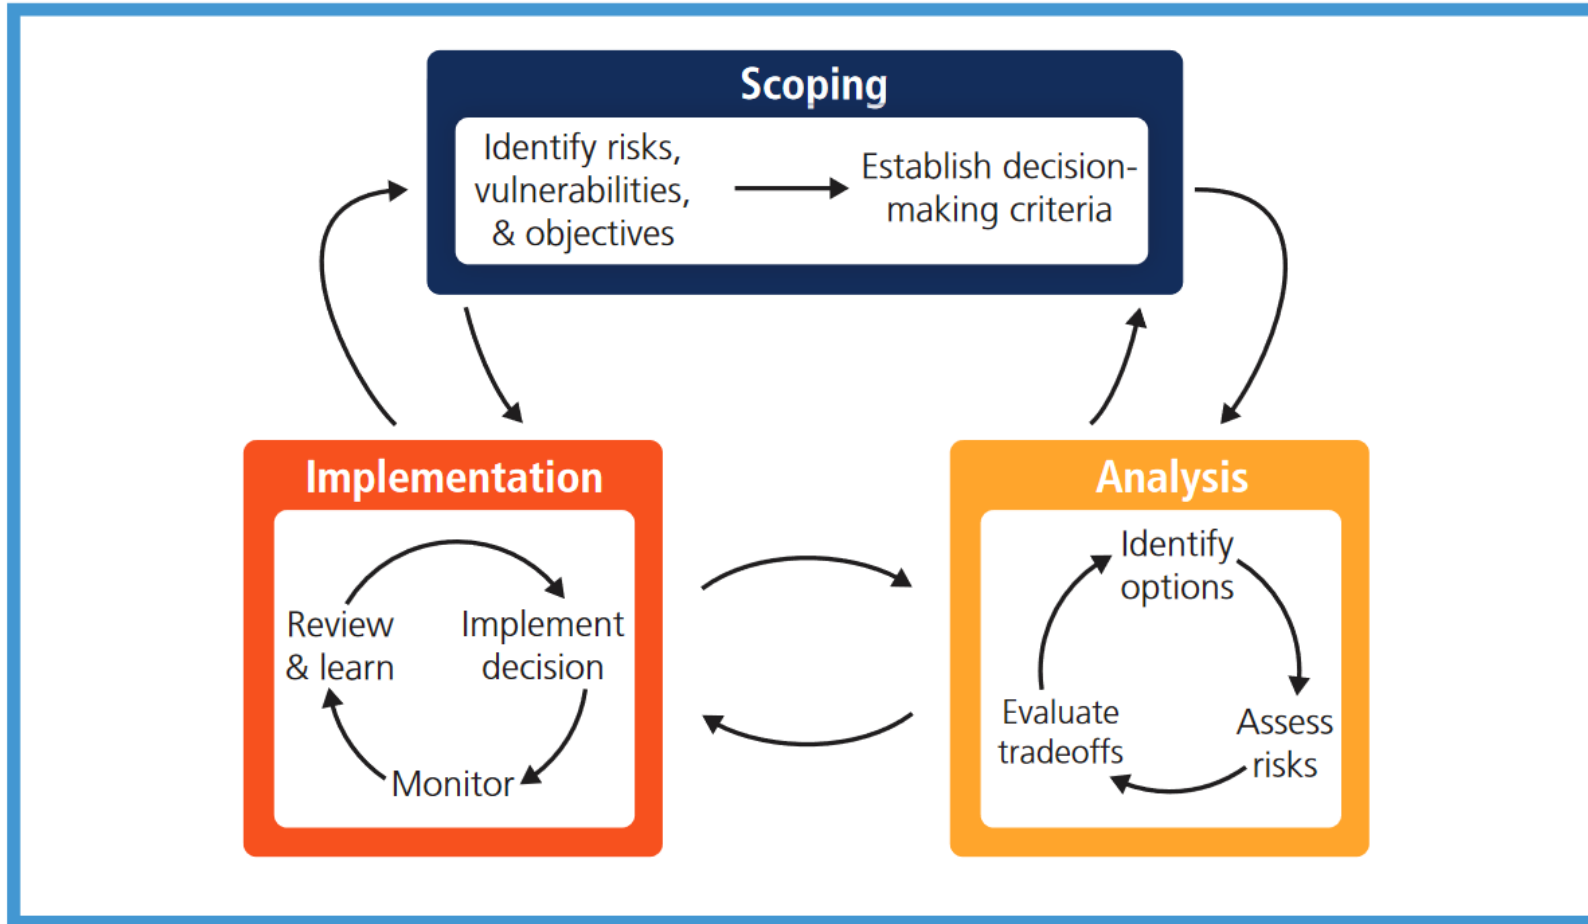 Scoping
Identify risks,
vulnerabilities,
& objectives
Establish decision-
making criteria
Implementation
Review
& learn
Implement
decision
Monitor
Analysis
Identify
options
Evaluate
tradeoffs
Assess
risks